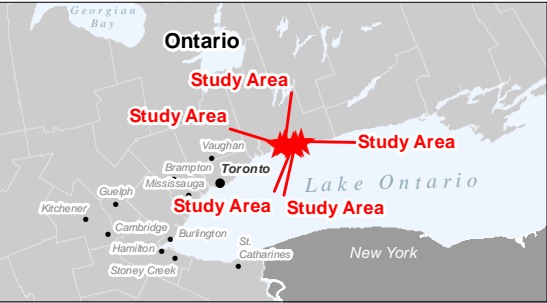 Georgian
Bay
Ontario
Study Area
Study Area
Vaughan
Study Area
Brampton
Toronto
Mississauga
Lake Ontario
Guelph
Kitchener
Study Area
Study Area
Cambridge
Burlington
Hamilton
St.
Catharines
Stoney Creek
New York